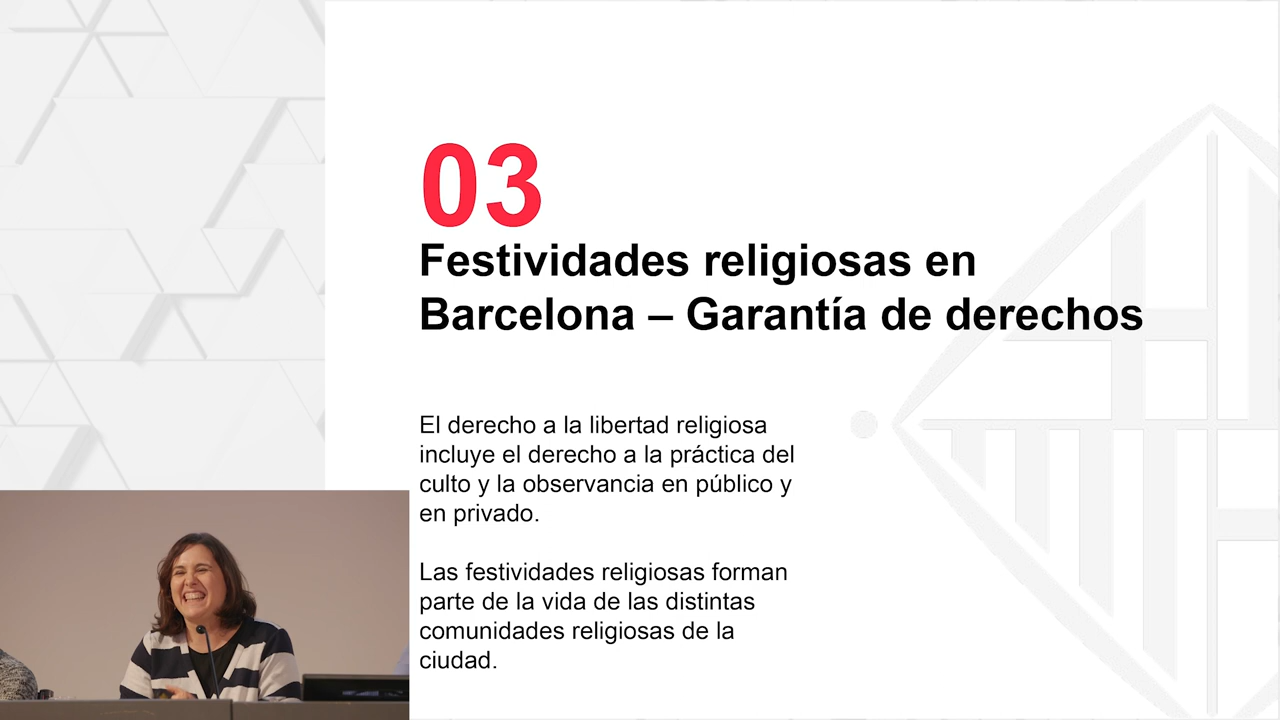 03
Festividades religiosas en
Barcelona – Garantía de derechos
El derecho a la libertad religiosa
incluye el derecho a la práctica del
culto y la observancia en público y
en privado.
Las festividades religiosas forman
parte de la vida de las distintas
comunidades religiosas de la
ciudad.